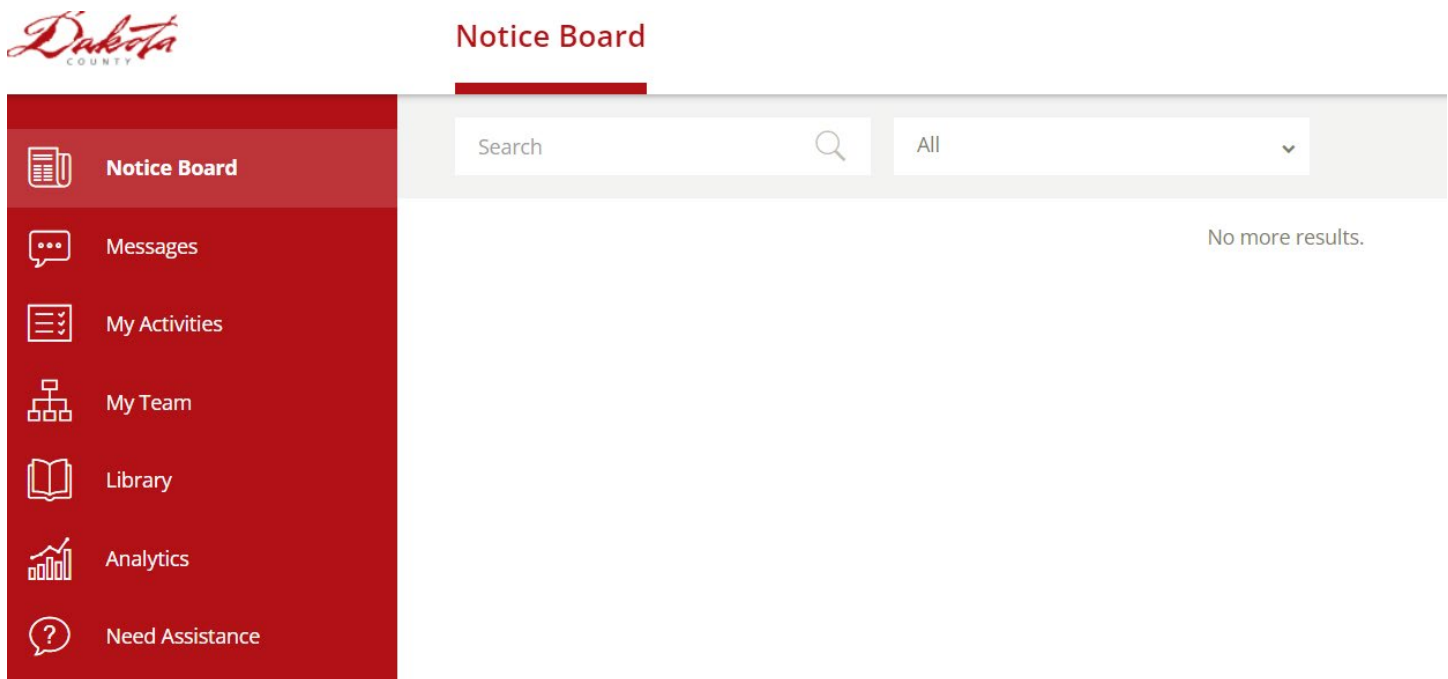 Dakota
COUNTY
Notice Board
Notice Board
Messages
My Activities
My Team
Library
Analytics
Need Assistance
Search
All
No more results.